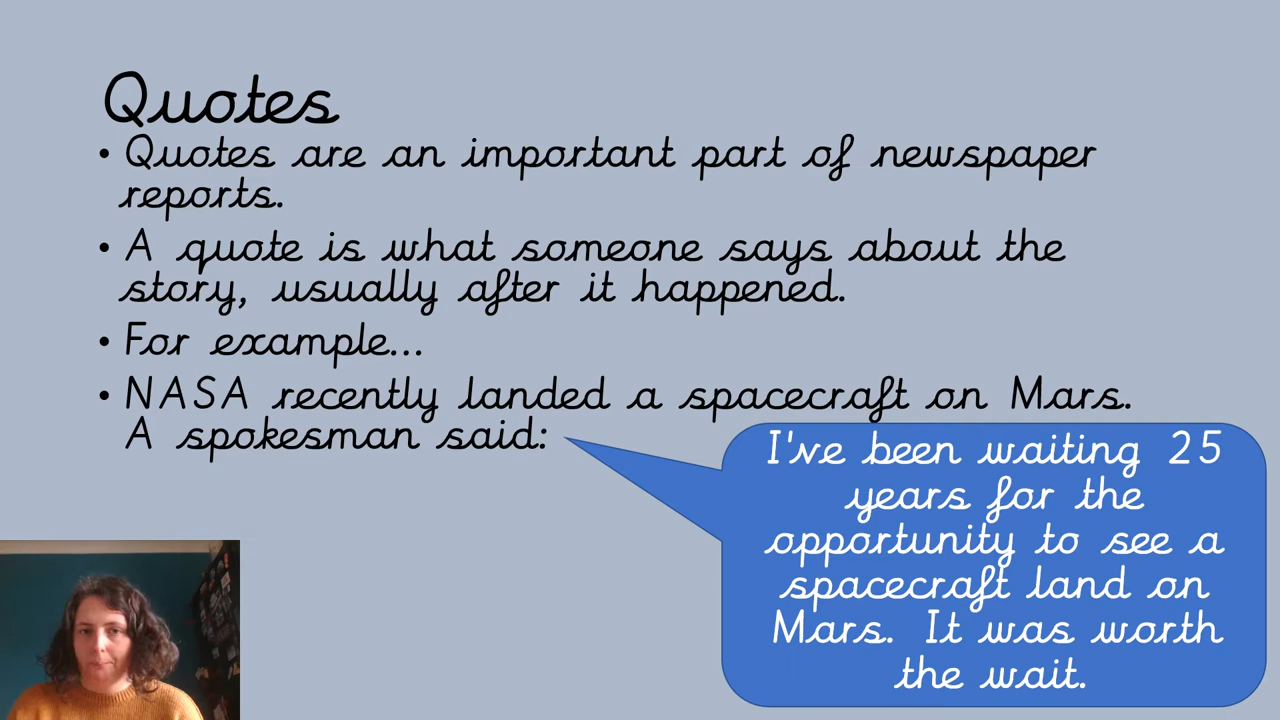 Quotes
• Quotes are an important part of newspaper
reports.
• A quote is what someone says about the
story, usually after it happened.
• For example...
• NASA recently landed a spacecraft on Mars.
A spokesman said:
I've been waiting 25
years for the
opportunity to see a
spacecraft land on
Mars. It was worth
the wait.